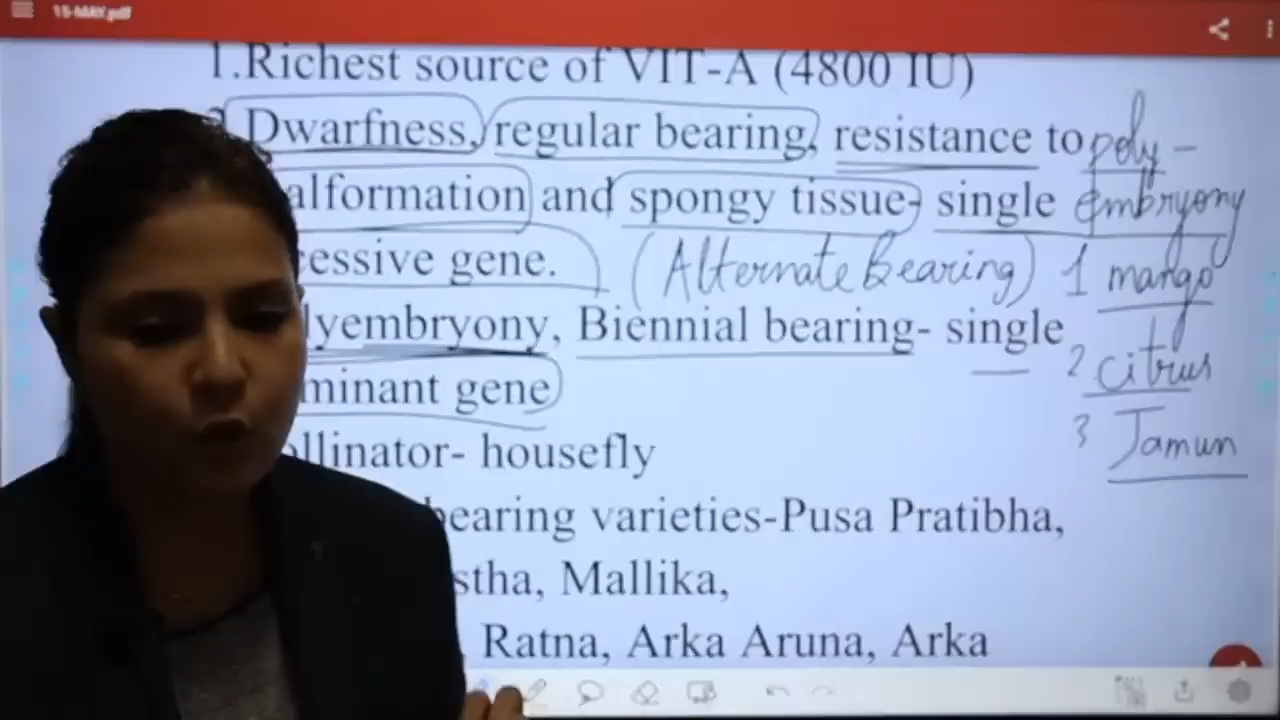 15-MAY.pdf
1.Richest source of VIT-A (4800 IU)
Dwarfness, regular bearing, resistance to poly-
alformation and spongy tissue- single embryony
cessive gene. (Alternate Bearing) 1 mango
lyembryony, Biennial bearing- single
2 citrus
minant gene
3 Jamun
llinator- housefly
bearing varieties-Pusa Pratibha,
stha, Mallika,
Ratna, Arka Aruna, Arka